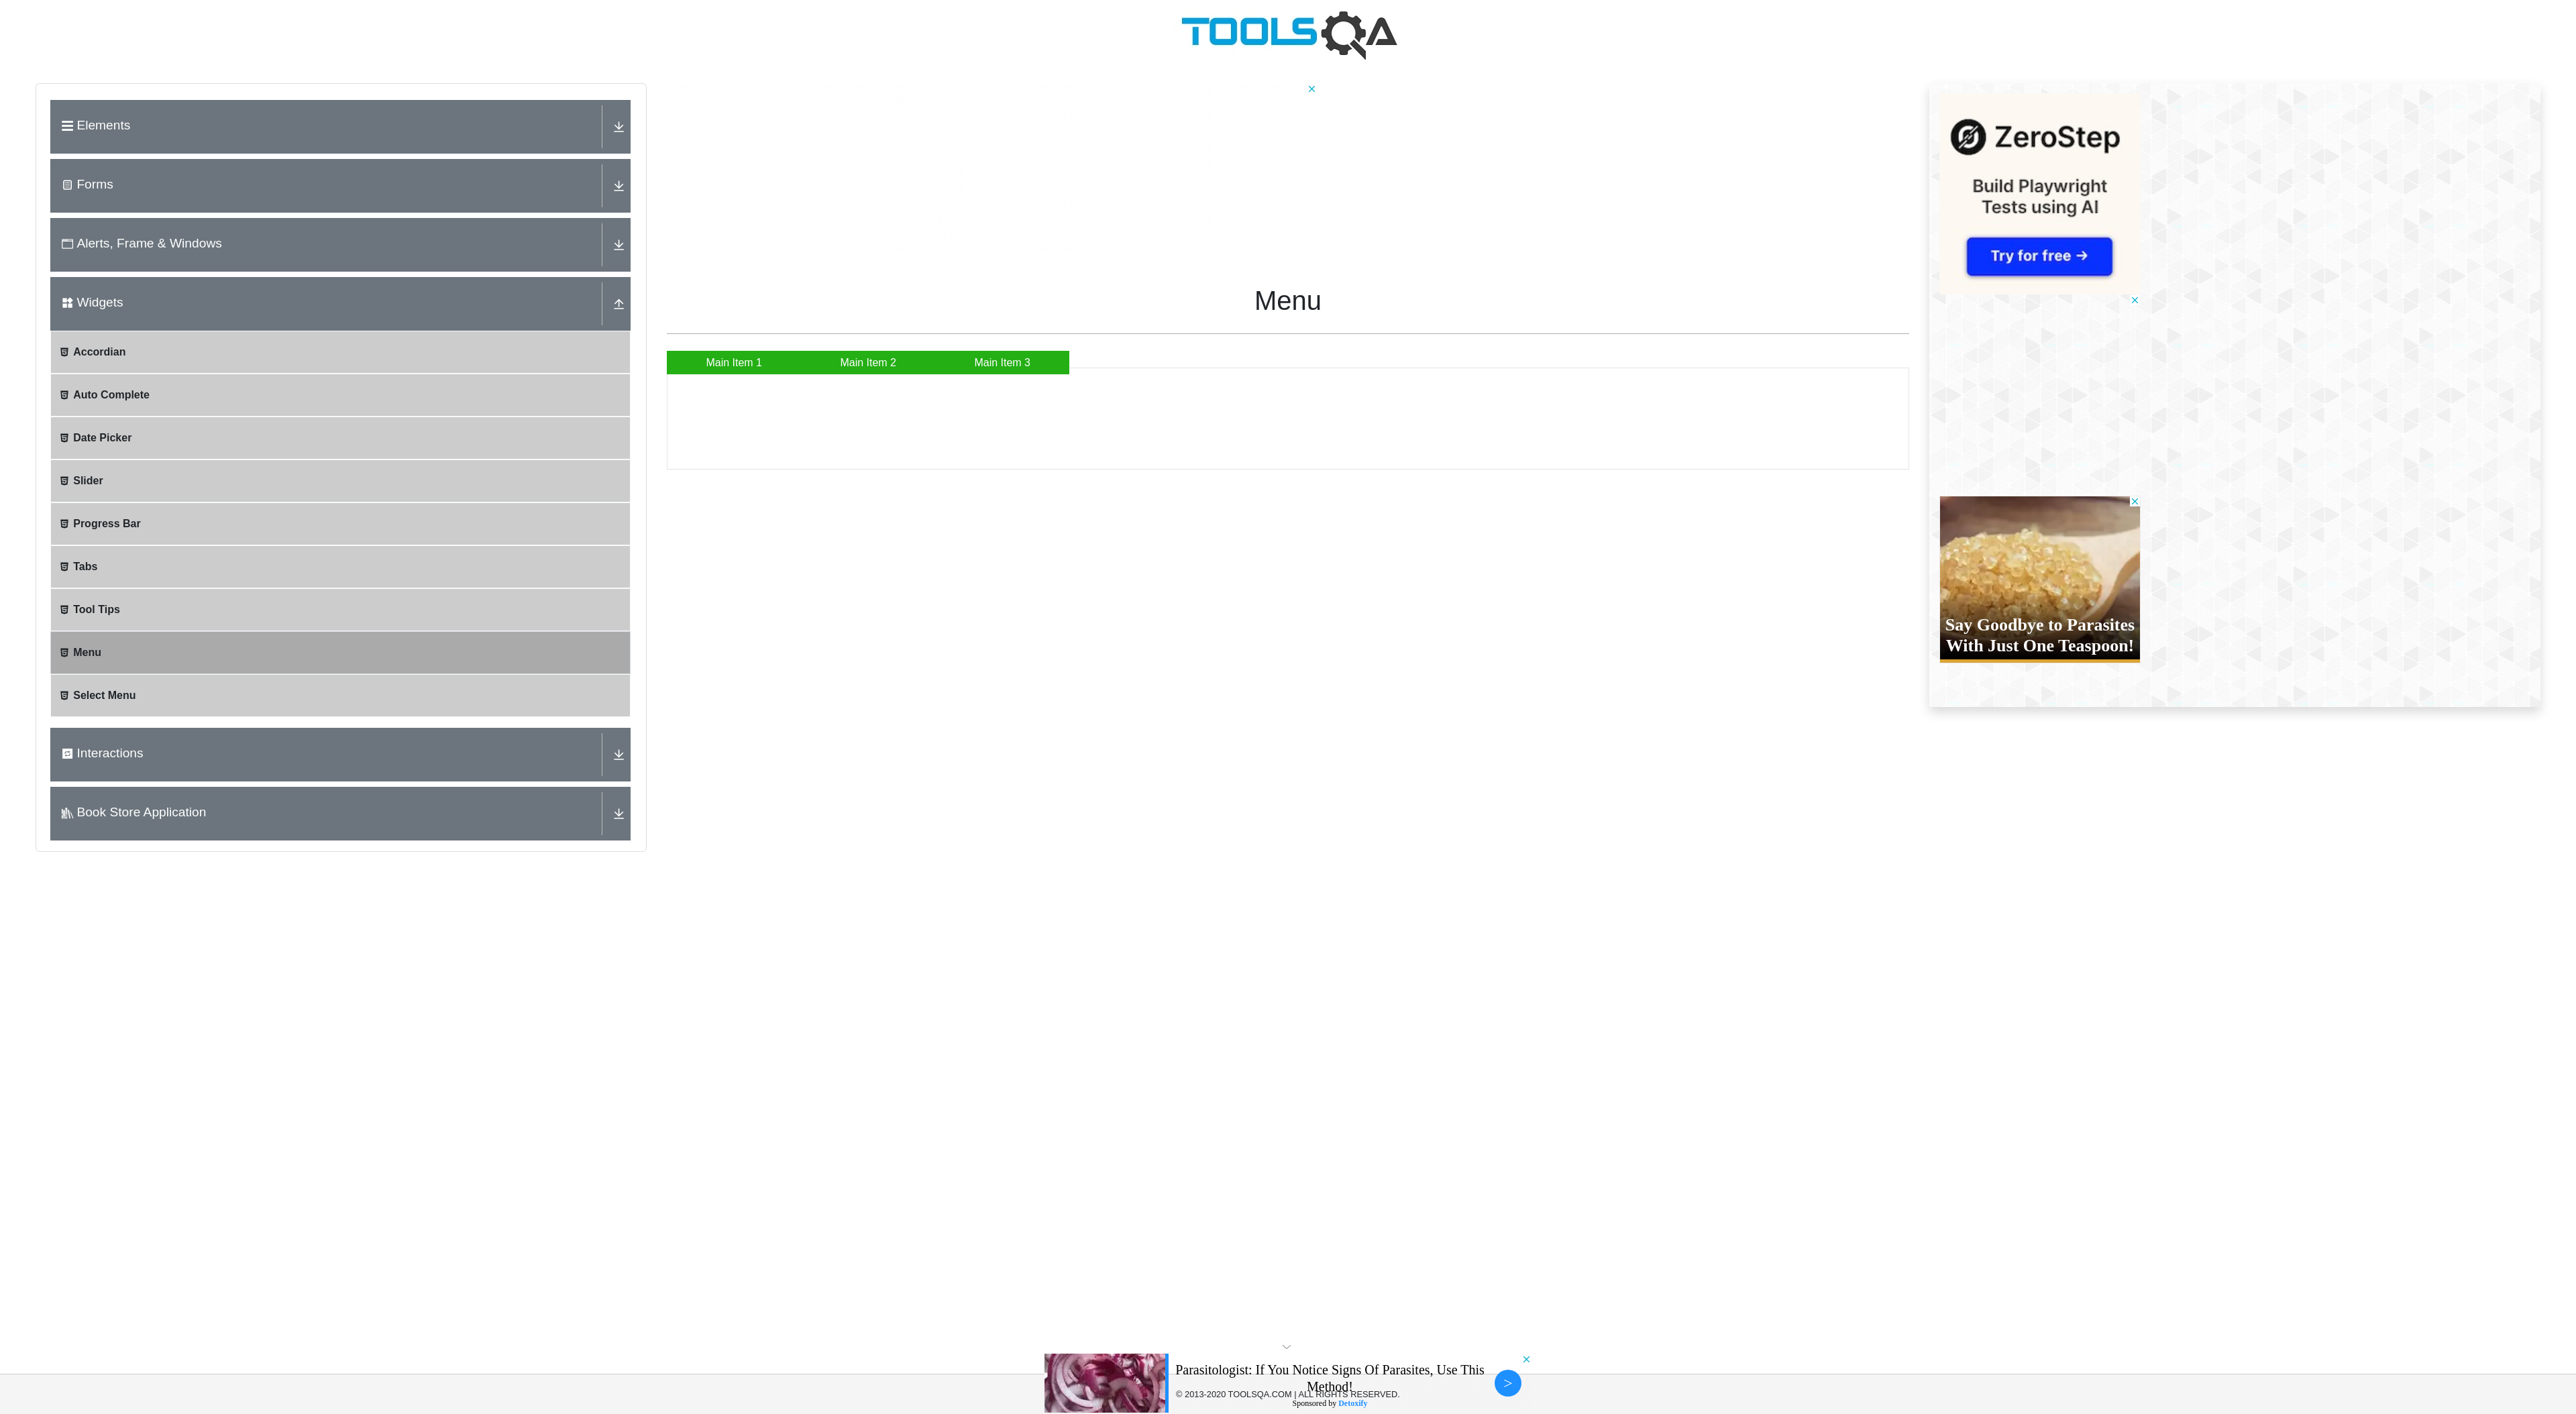 TOOLSQA
Elements
Forms
Alerts, Frame & Windows
Widgets
Accordian
Auto Complete
Date Picker
Slider
Progress Bar
Tabs
Tool Tips
Menu
Select Menu
Interactions
Book Store Application
Menu
Main Item 1
Main Item 2
Main Item 3
ZeroStep
Build Playwright
Tests using AI
Try for free →
Say Goodbye to Parasites
With Just One Teaspoon!
Parasitologist: If You Notice Signs Of Parasites, Use This
Method!
© 2013-2020 TOOLSQA.COM | ALL RIGHTS RESERVED.
Sponsored by Detoxify